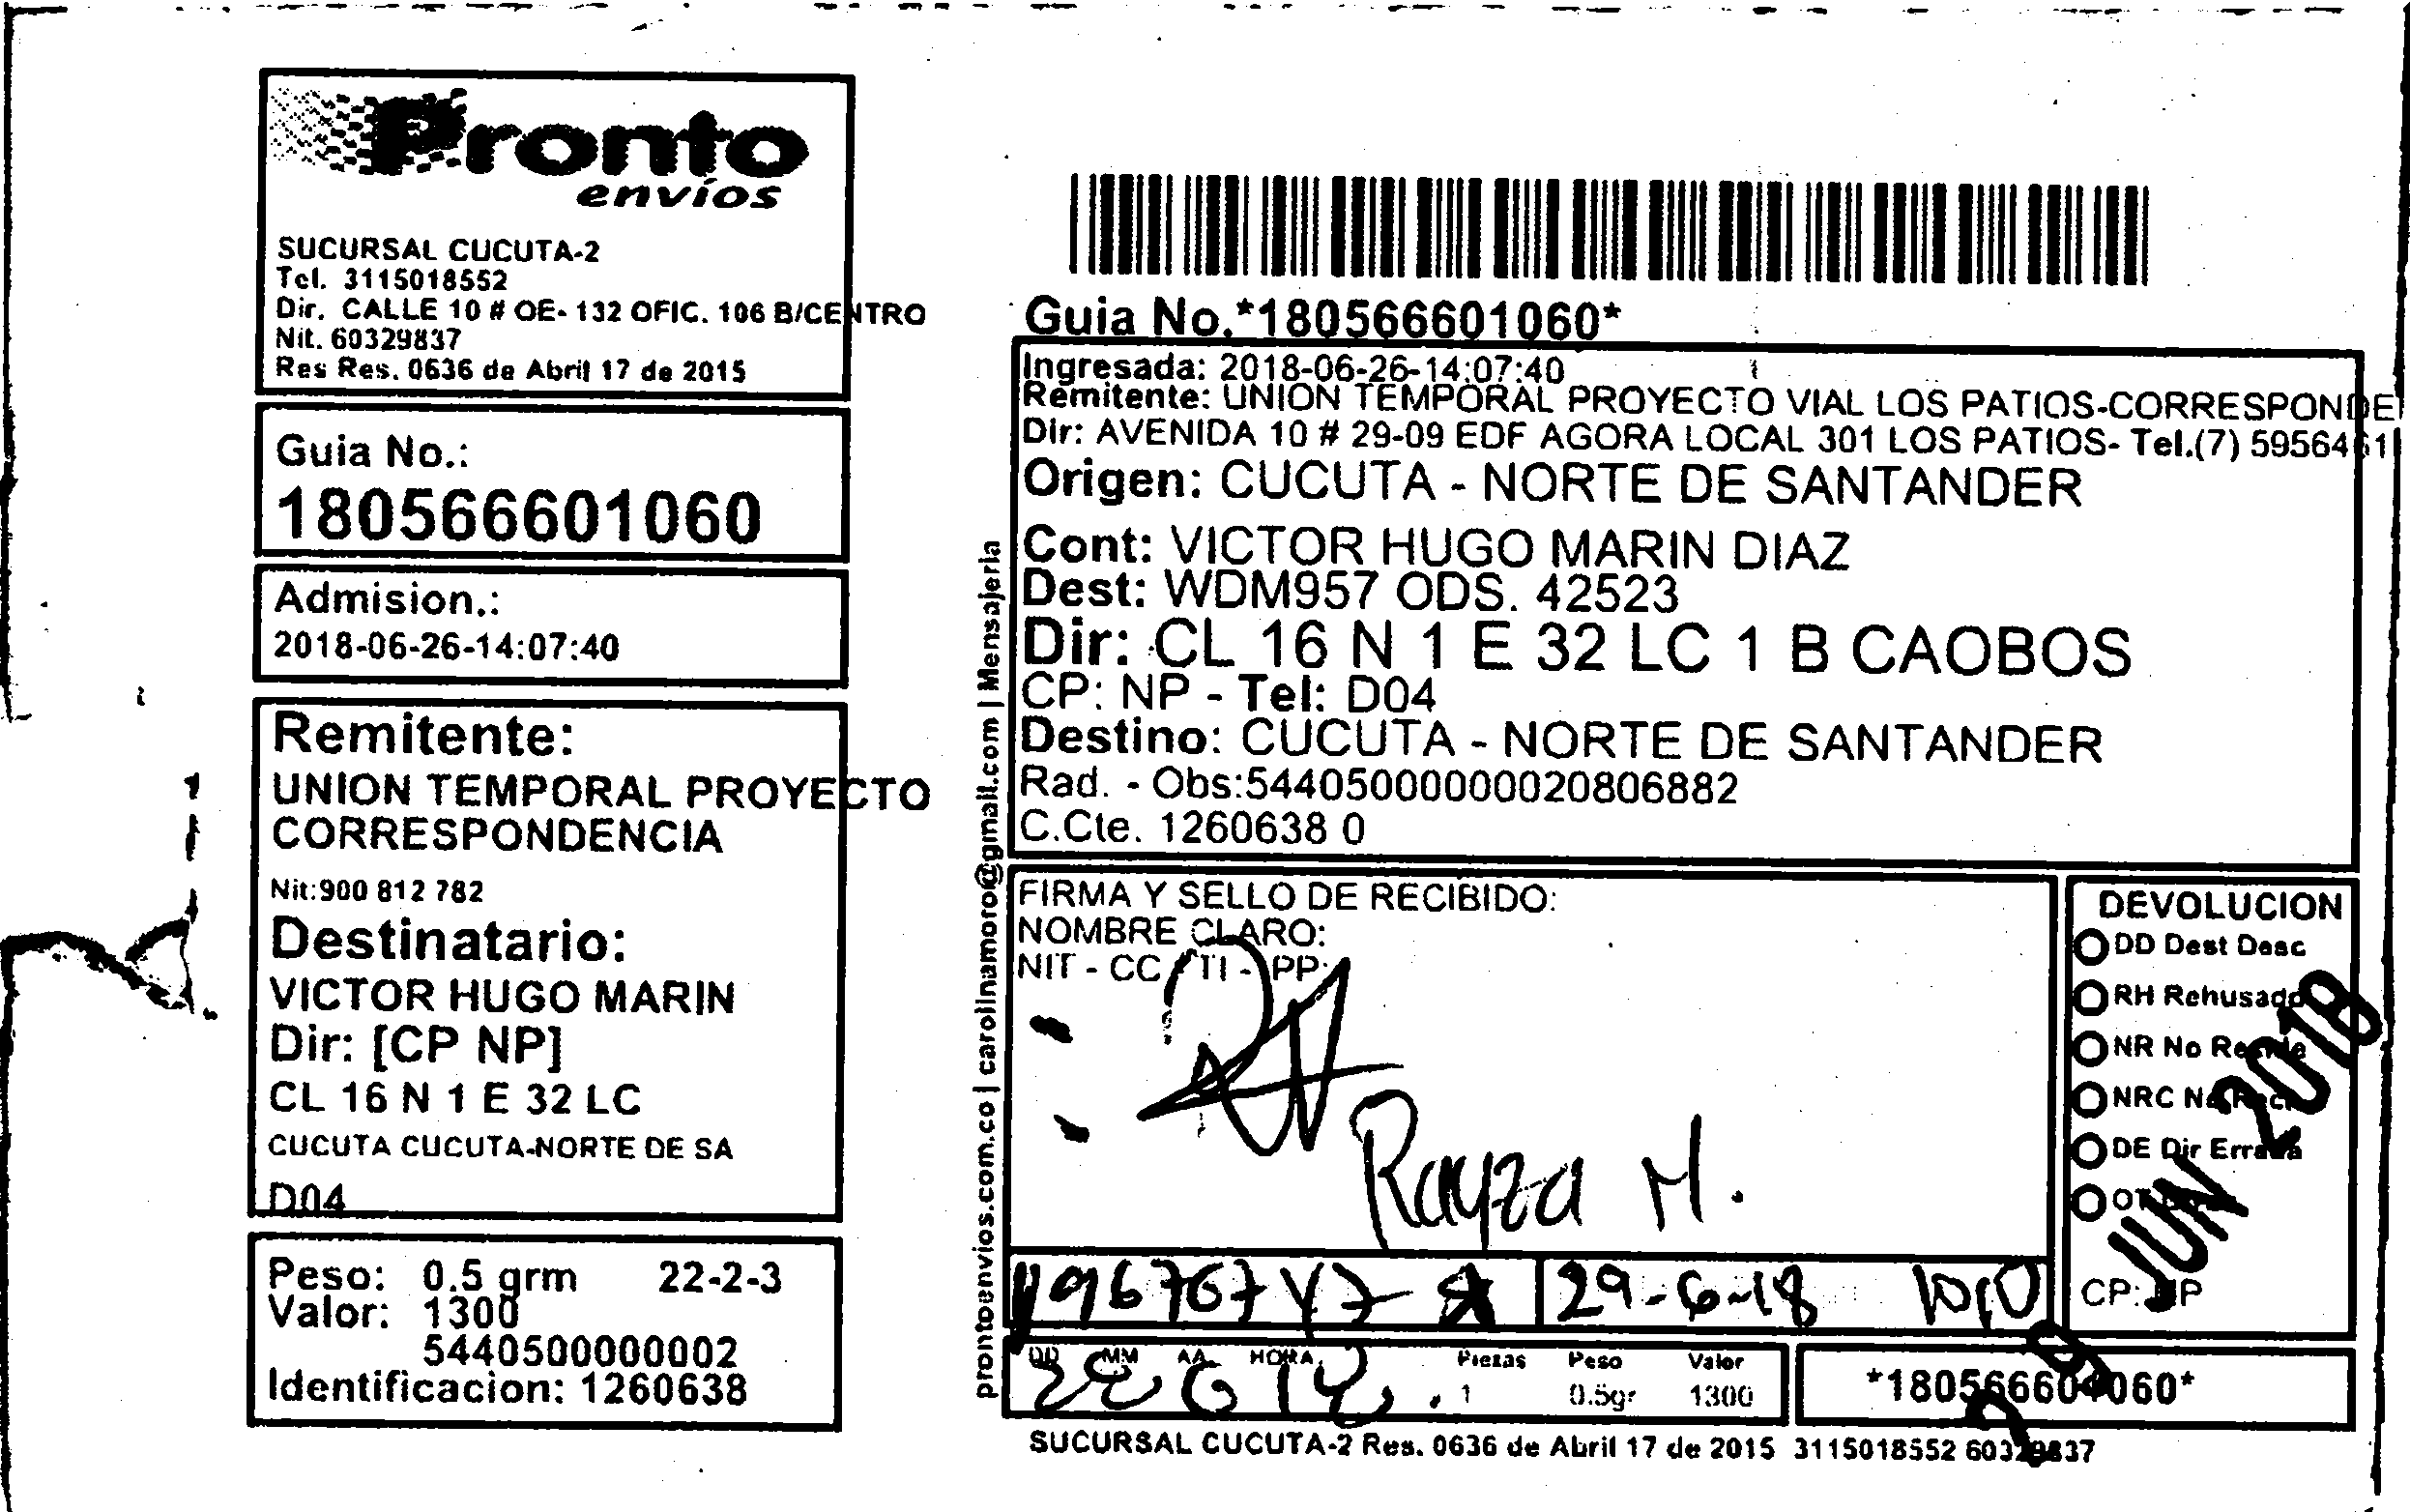 Pronto
envíos
SUCURSAL CUCUTA-2
Tel. 3115018552
Dir. CALLE 10 # OE- 132 OFIC. 106 B/CENTRO
Nit. 60329837
Res Res. 0636 de Abril 17 de 2015
Guia No.:
180566601060
Admision.:
2018-06-26-14:07:40
Remitente:
UNION TEMPORAL PROYECTO
CORRESPONDENCIA
Nit:900 812 782
Destinatario:
VICTOR HUGO MARIN
Dir: [CP NP]
CL 16 N 1 E 32 LC
CUCUTA CUCUTA-NORTE DE SA
D04
Peso: 0.5 grm 22-2-3
Valor: 1300
5440500000002
Identificacion: 1260638
prontoenvios.com.co | carolinamoro@gmail.com | Mensajeria
Guia No.*180566601060*
Ingresada: 2018-06-26-14:07:40
Remitente: UNION TEMPORAL PROYECTO VIAL LOS PATIOS-CORRESPONDE
Dir: AVENIDA 10 # 29-09 EDF AGORA LOCAL 301 LOS PATIOS- Tel.(7) 5956461
Origen: CUCUTA - NORTE DE SANTANDER
Cont: VICTOR HUGO MARIN DIAZ
Dest: WDM957 ODS. 42523
Dir: CL 16 N 1 E 32 LC 1 B CAOBOS
CP: NP - Tel: D04
Destino: CUCUTA - NORTE DE SANTANDER
Rad. - Obs:544050000000020806882
C.Cte. 1260638 0
FIRMA Y SELLO DE RECIBIDO:
NOMBRE CLARO:
NIT - CC - TI - PP:
Rayza M.
29-6-18
DD MM AA HORA Piezas Peso Valor
1 0.5gr 1300
DEVOLUCION
DD Dest Desc
RH Rehusado
NR No Reside
NRC No Recl
DE Dir Errada
CP: NP
JUN 2018
*180566601060*
SUCURSAL CUCUTA-2 Res. 0636 de Abril 17 de 2015 3115018552 60329837